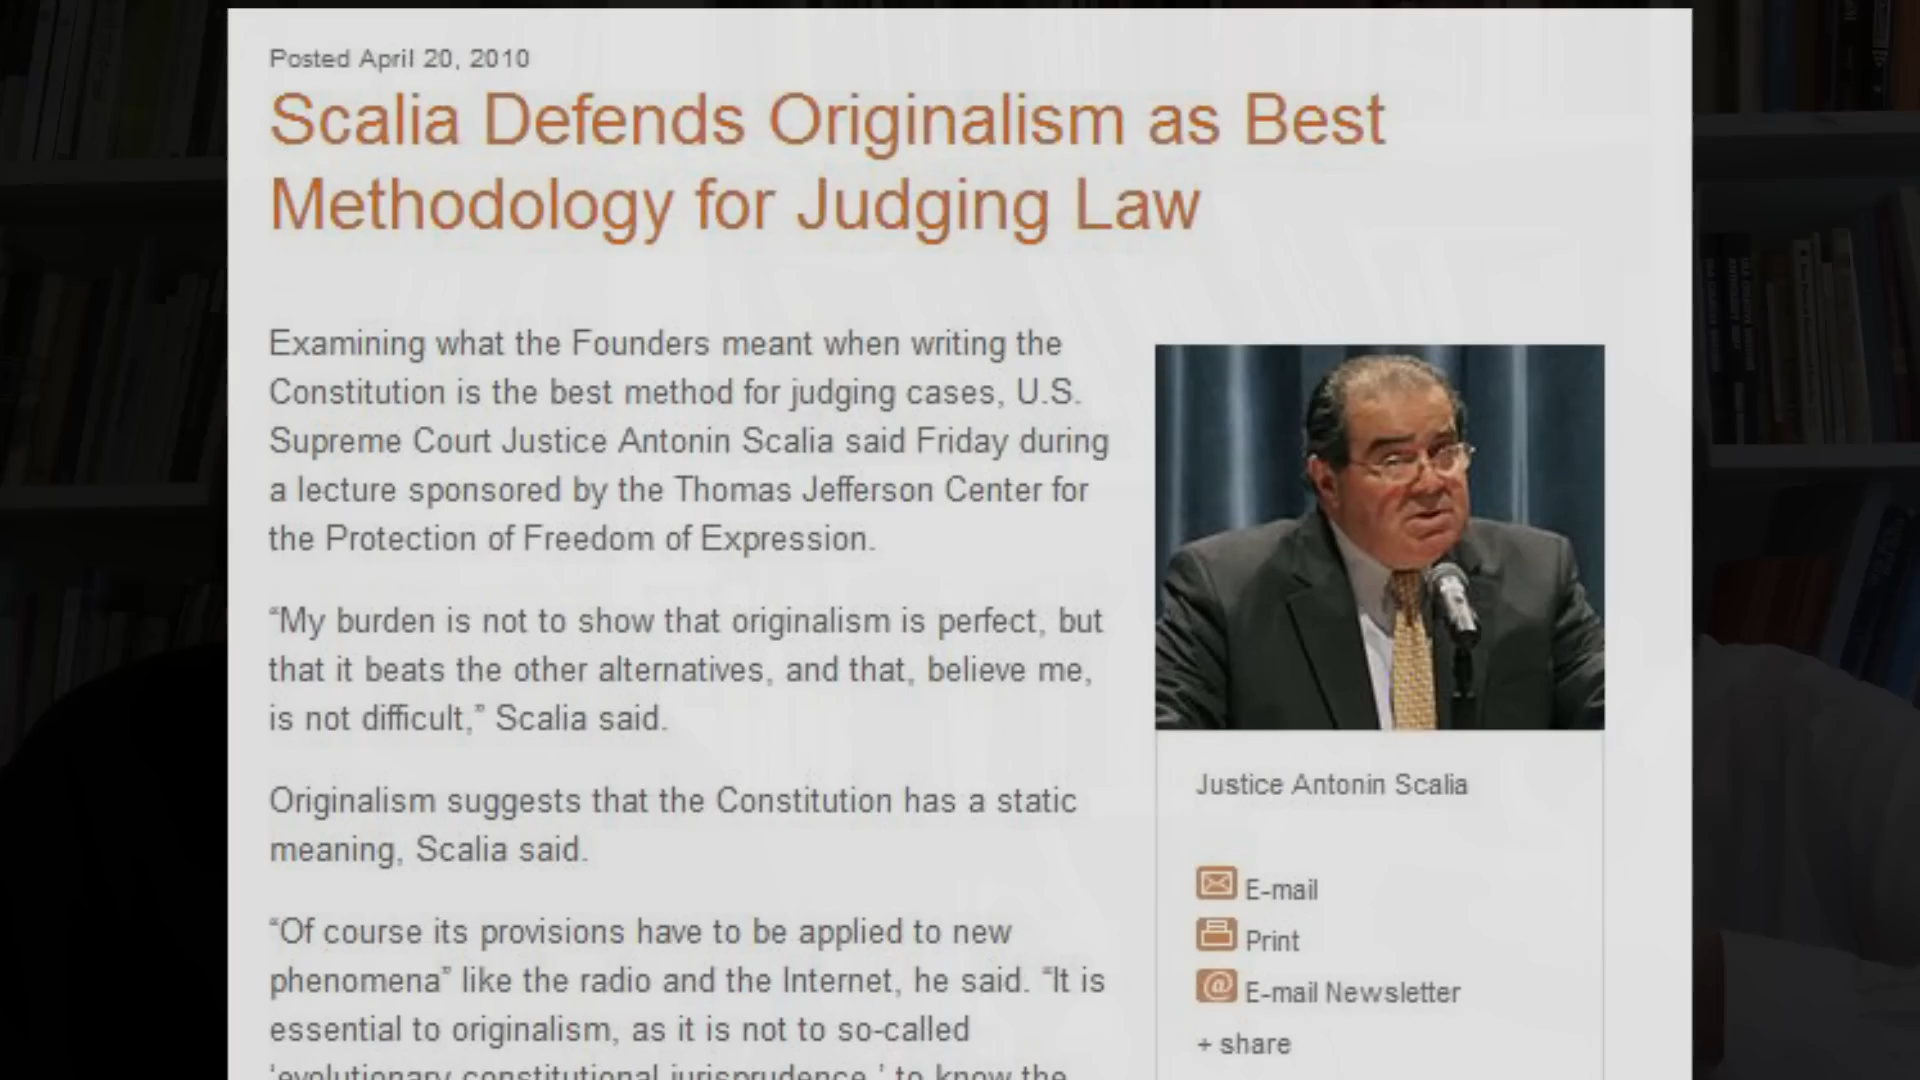 Posted April 20, 2010
Scalia Defends Originalism as Best
Methodology for Judging Law
Examining what the Founders meant when writing the
Constitution is the best method for judging cases, U.S.
Supreme Court Justice Antonin Scalia said Friday during
a lecture sponsored by the Thomas Jefferson Center for
the Protection of Freedom of Expression.
“My burden is not to show that originalism is perfect, but
that it beats the other alternatives, and that, believe me,
is not difficult,” Scalia said.
Originalism suggests that the Constitution has a static
meaning, Scalia said.
“Of course its provisions have to be applied to new
phenomena” like the radio and the Internet, he said. “It is
essential to originalism, as it is not to so-called
‘evolutionary constitutional jurisprudence,’ to know the
Justice Antonin Scalia
E-mail
Print
E-mail Newsletter
+ share